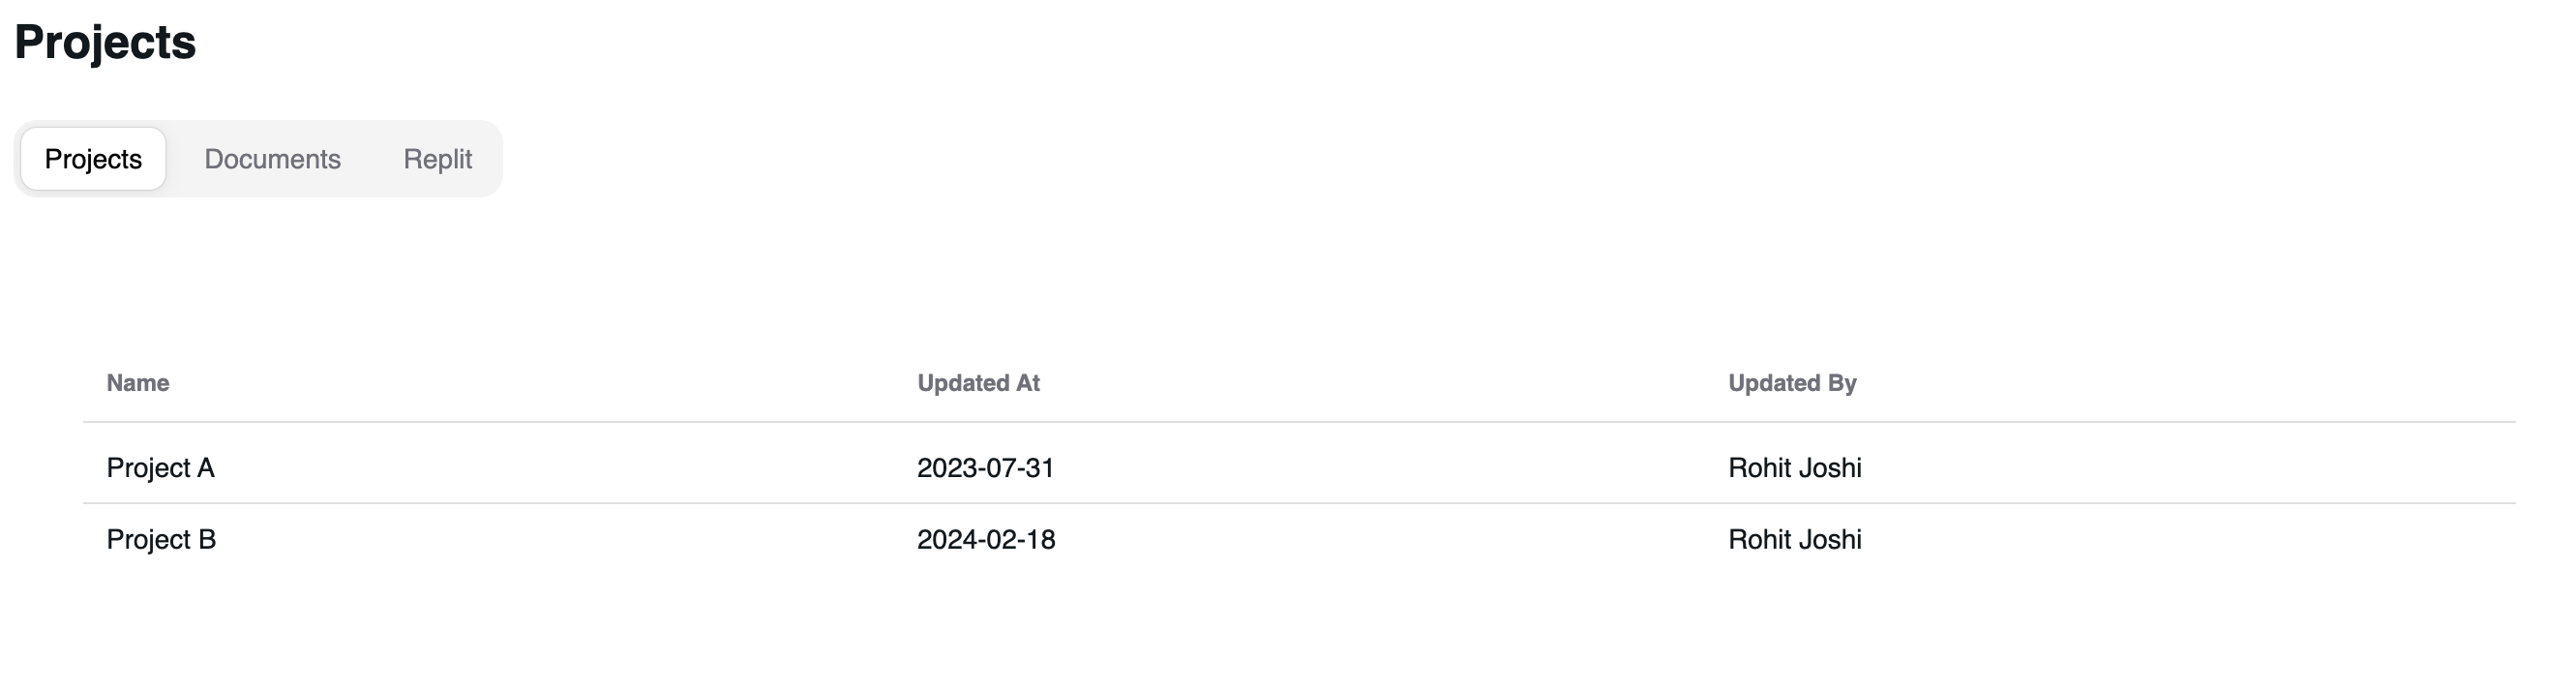 Projects
Projects Documents Replit
Name Updated At Updated By
Project A 2023-07-31 Rohit Joshi
Project B 2024-02-18 Rohit Joshi